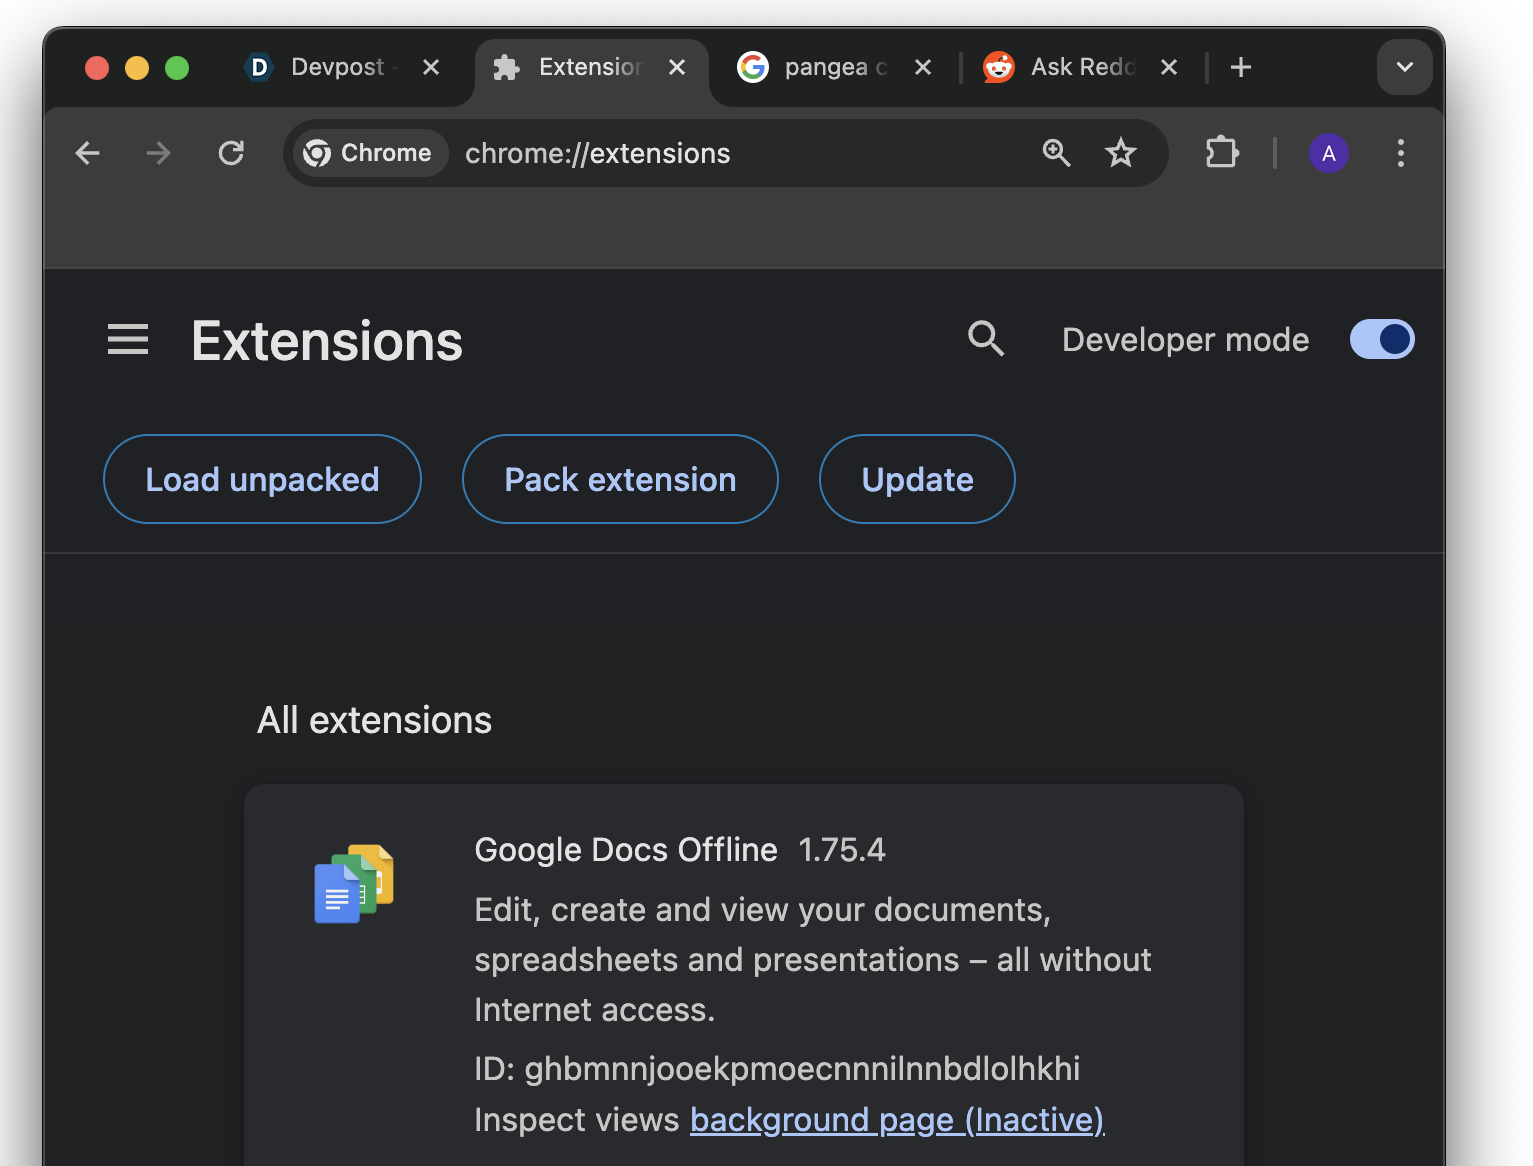 Devpost -
Extension
pangea c
Ask Redd
Chrome
chrome://extensions
A
Extensions
Developer mode
Load unpacked
Pack extension
Update
All extensions
Google Docs Offline 1.75.4
Edit, create and view your documents,
spreadsheets and presentations – all without
Internet access.
ID: ghbmnnjooekpmoecnnnilnnbdlolhkhi
Inspect views background page (Inactive)